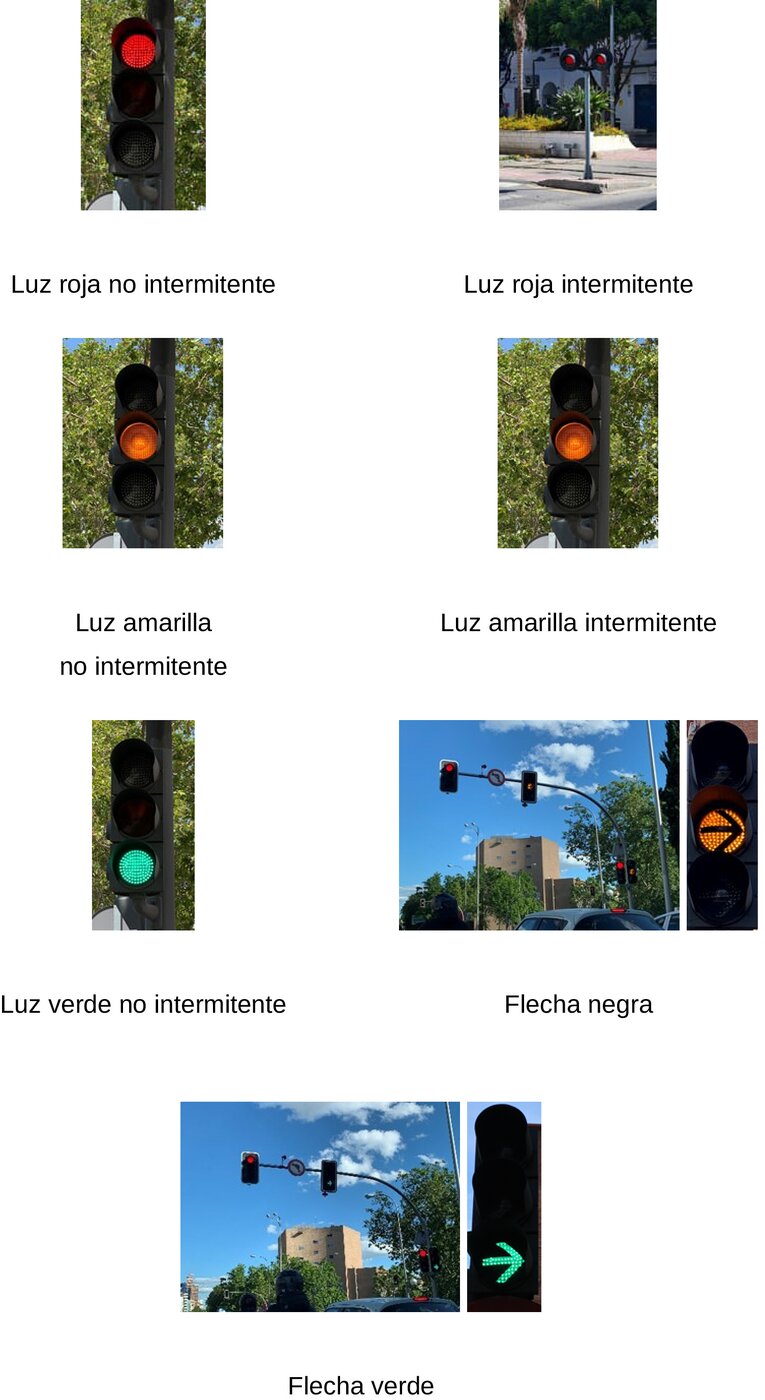 Luz roja no intermitente
Luz roja intermitente
Luz amarilla
no intermitente
Luz amarilla intermitente
Luz verde no intermitente
Flecha negra
Flecha verde